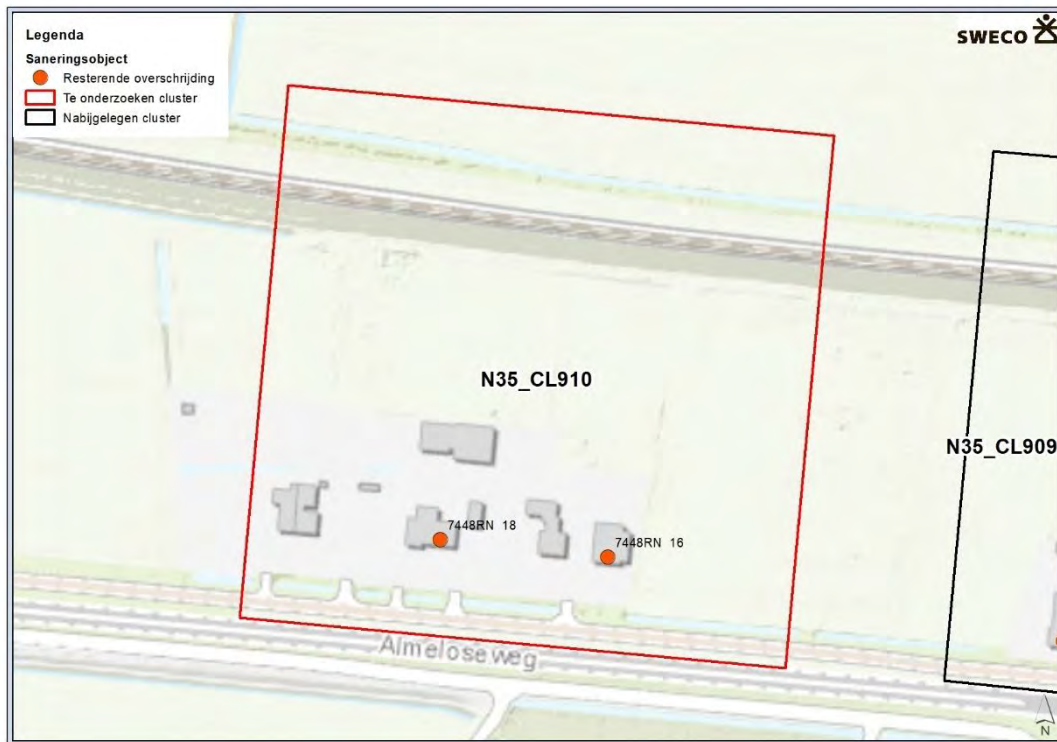 Legenda
Saneringsobject
Resterende overschrijding
Te onderzoeken cluster
Nabijgelegen cluster
SWECO
N35_CL910
N35_CL909
7448RN 18
7448RN 16
Almeloseweg
N